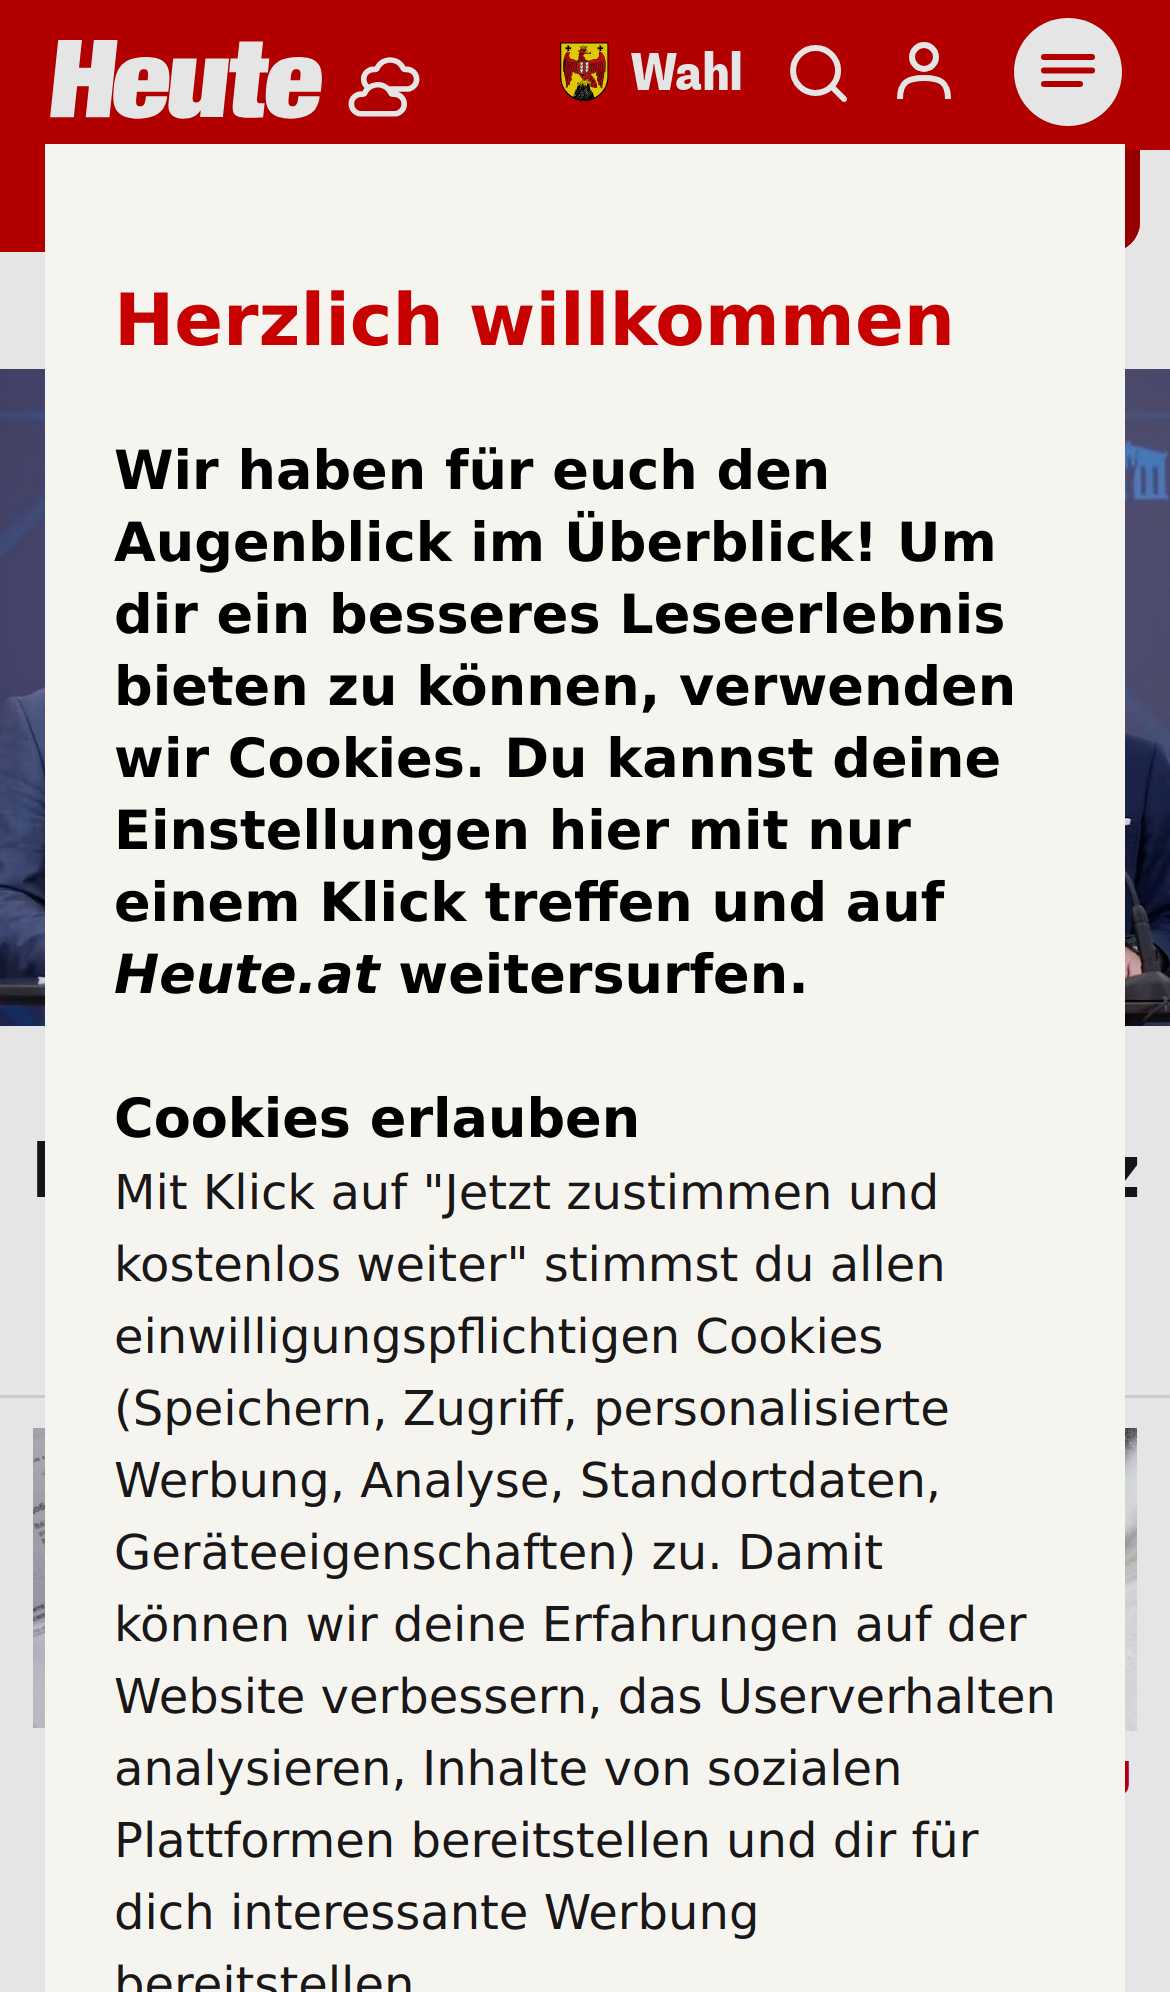 Heute
Wahl
Herzlich willkommen
Wir haben für euch den
Augenblick im Überblick! Um
dir ein besseres Leseerlebnis
bieten zu können, verwenden
wir Cookies. Du kannst deine
Einstellungen hier mit nur
einem Klick treffen und auf
Heute.at weitersurfen.
Cookies erlauben
Mit Klick auf "Jetzt zustimmen und
kostenlos weiter" stimmst du allen
einwilligungspflichtigen Cookies
(Speichern, Zugriff, personalisierte
Werbung, Analyse, Standortdaten,
Geräteeigenschaften) zu. Damit
können wir deine Erfahrungen auf der
Website verbessern, das Userverhalten
analysieren, Inhalte von sozialen
Plattformen bereitstellen und dir für
dich interessante Werbung
bereitstellen